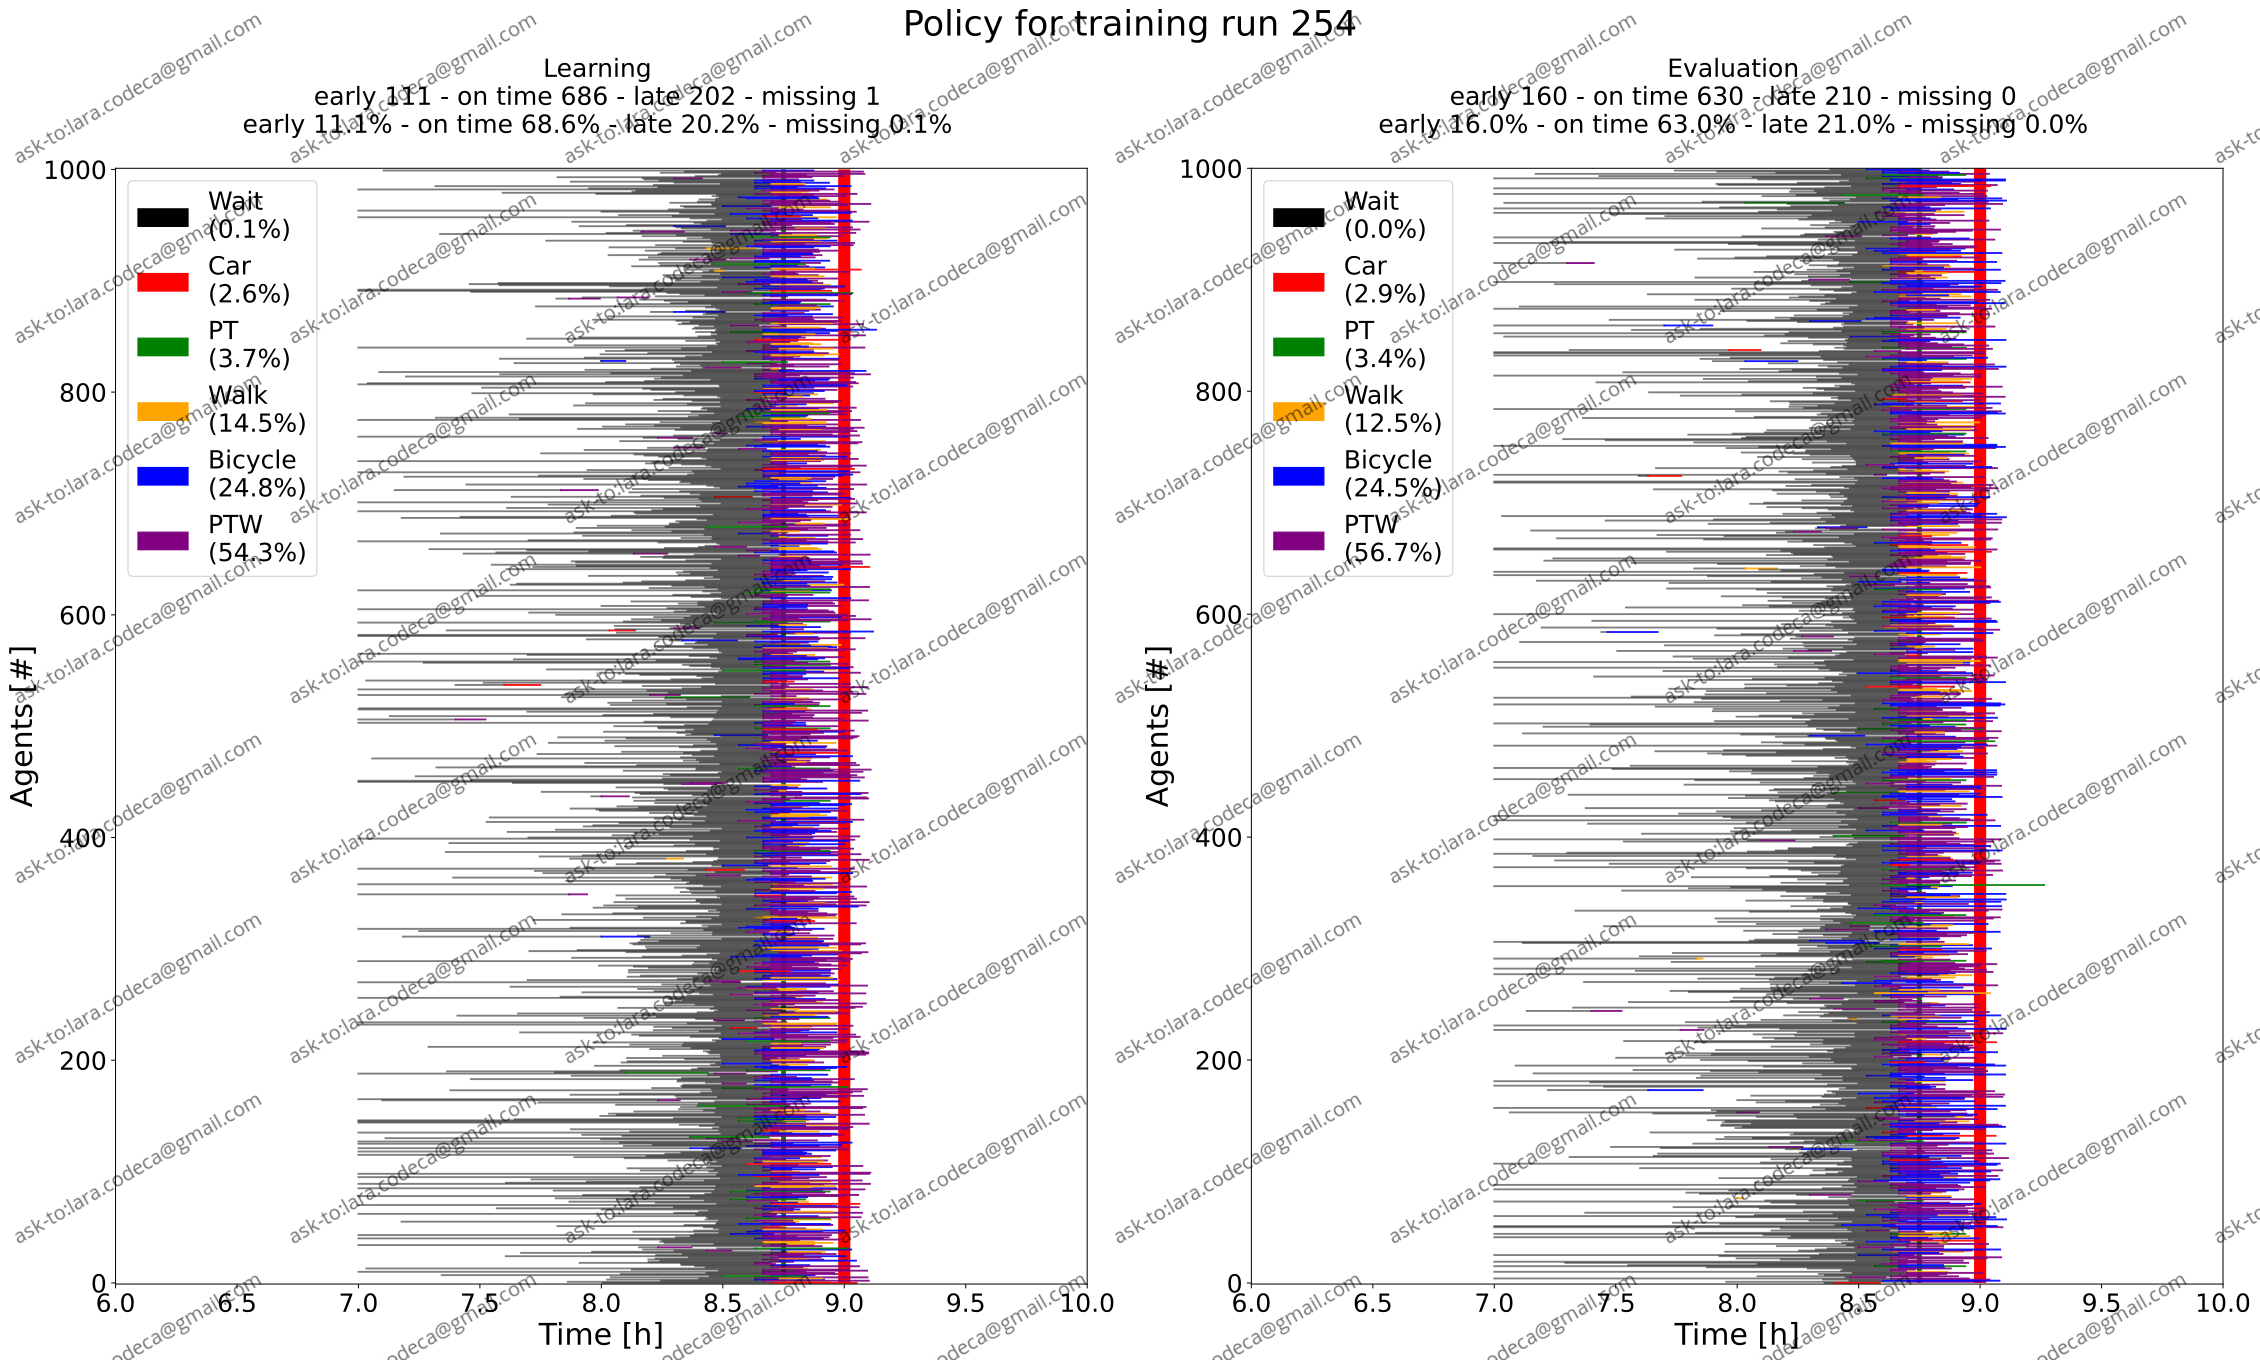 Policy for training run 254
Learning
early 111 - on time 686 - late 202 - missing 1
early 11.1% - on time 68.6% - late 20.2% - missing 0.1%
Evaluation
early 160 - on time 630 - late 210 - missing 0
early 16.0% - on time 63.0% - late 21.0% - missing 0.0%
Agents [#]
1000
800
600
400
200
0
Wait
(0.1%)
Car
(2.6%)
PT
(3.7%)
Walk
(14.5%)
Bicycle
(24.8%)
PTW
(54.3%)
6.0 6.5 7.0 7.5 8.0 8.5 9.0 9.5 10.0
Time [h]
Agents [#]
1000
800
600
400
200
0
Wait
(0.0%)
Car
(2.9%)
PT
(3.4%)
Walk
(12.5%)
Bicycle
(24.5%)
PTW
(56.7%)
6.0 6.5 7.0 7.5 8.0 8.5 9.0 9.5 10.0
Time [h]
ask-to:lara.codeca@gmail.com